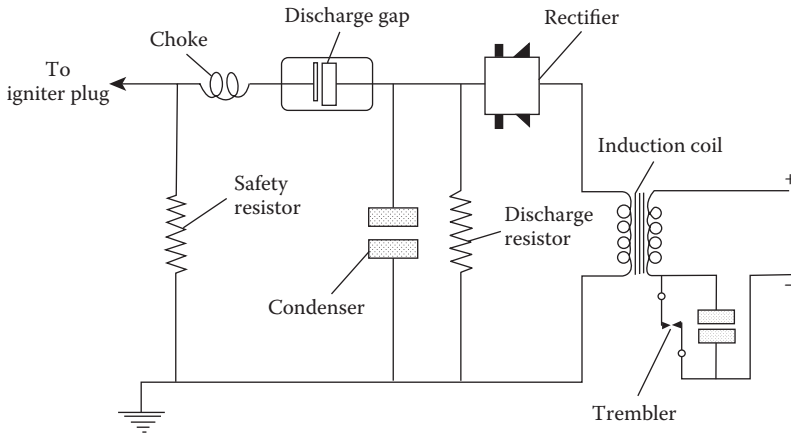 Discharge gap
Rectifier
Choke
To
igniter plug
Induction coil
+
Safety
resistor
Discharge
resistor
Condenser
−
Trembler